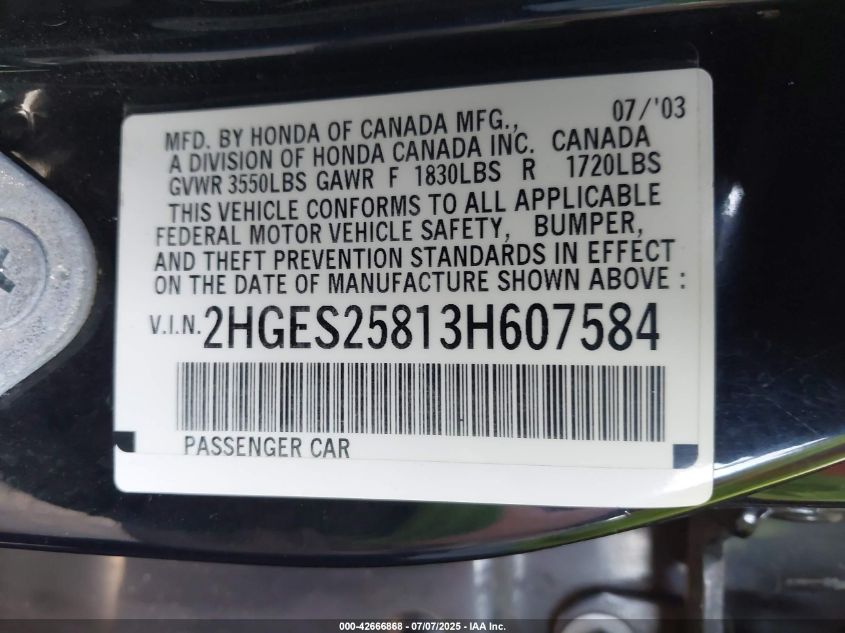 07/'03
MFD. BY HONDA OF CANADA MFG.,
A DIVISION OF HONDA CANADA INC. CANADA
GVWR 3550LBS GAWR F 1830LBS R 1720LBS
THIS VEHICLE CONFORMS TO ALL APPLICABLE
FEDERAL MOTOR VEHICLE SAFETY, BUMPER,
AND THEFT PREVENTION STANDARDS IN EFFECT
ON THE DATE OF MANUFACTURE SHOWN ABOVE :
V.I.N. 2HGES25813H607584
PASSENGER CAR
000-42666868 - 07/07/2025 - IAA Inc.